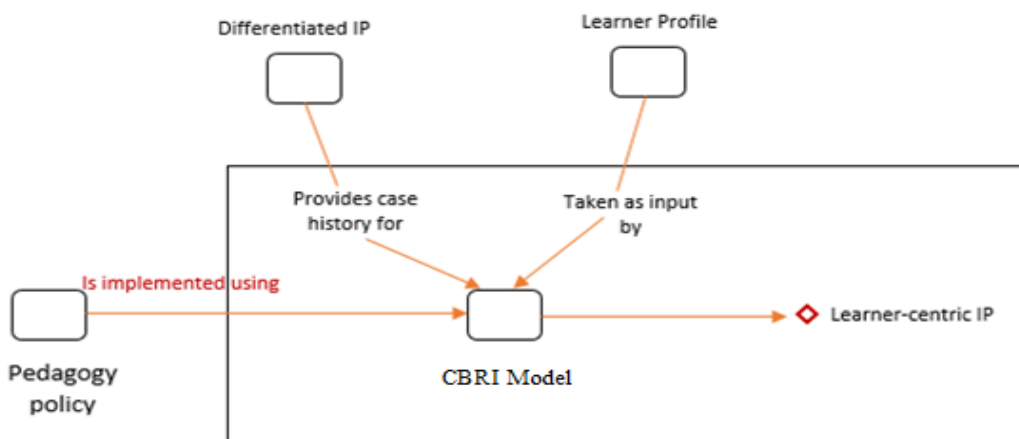 Differentiated IP
Learner Profile
Provides case
history for
Taken as input
by
Is implemented using
Learner-centric IP
Pedagogy
policy
CBRI Model